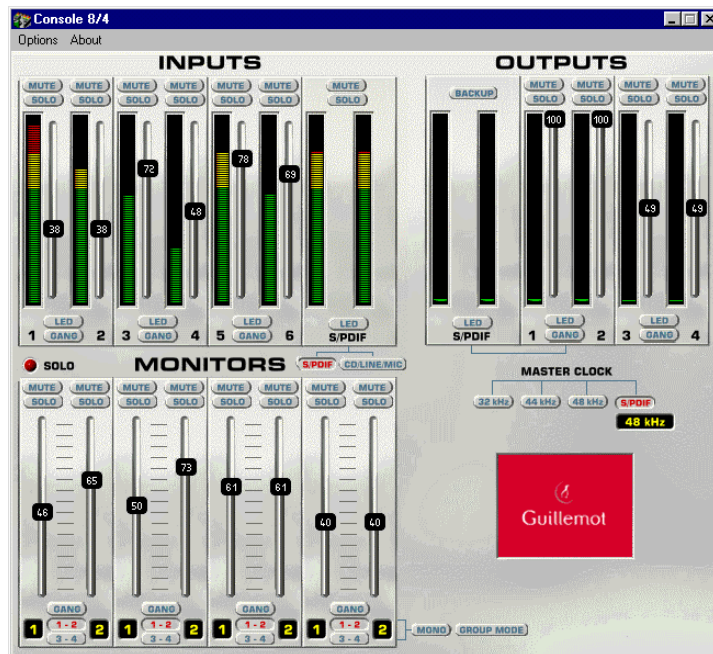 Console 8/4
Options About
INPUTS OUTPUTS
MUTE MUTE MUTE MUTE MUTE MUTE MUTE MUTE MUTE MUTE MUTE
SOLO SOLO SOLO SOLO SOLO SOLO SOLO BACKUP SOLO SOLO SOLO SOLO
38 38 72 48 78 69 100 100 49 49
LED LED LED LED LED LED LED
1 GANG 2 3 GANG 4 5 GANG 6 S/PDIF S/PDIF 1 GANG 2 3 GANG 4
SOLO MONITORS S/PDIF CD/LINE/MIC
MASTER CLOCK
MUTE MUTE MUTE MUTE MUTE MUTE MUTE MUTE
SOLO SOLO SOLO SOLO SOLO SOLO SOLO SOLO
32 kHz 44 kHz 48 kHz S/PDIF
48 kHz
46 65 50 73 61 61 40 40
Guillemot
GANG GANG GANG GANG
1 1 - 2 2 1 1 - 2 2 1 1 - 2 2 1 1 - 2 2
3 - 4 3 - 4 3 - 4 3 - 4
MONO GROUP MODE